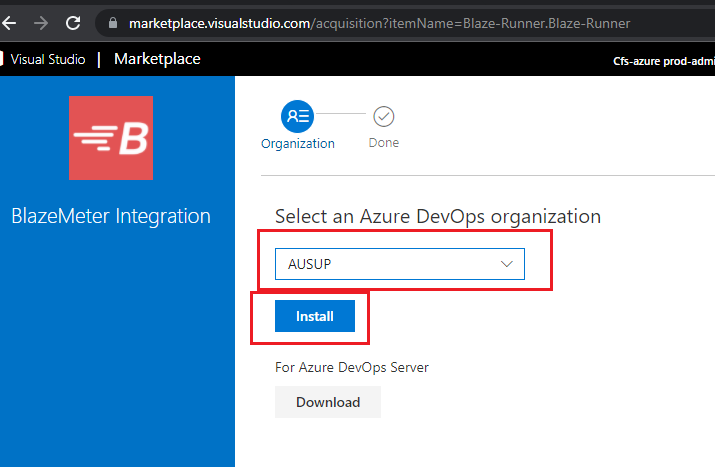 marketplace.visualstudio.com/acquisition?itemName=Blaze-Runner.Blaze-Runner
Visual Studio | Marketplace
Cfs-azure prod-admi
B
BlazeMeter Integration
Organization
Done
Select an Azure DevOps organization
AUSUP
Install
For Azure DevOps Server
Download